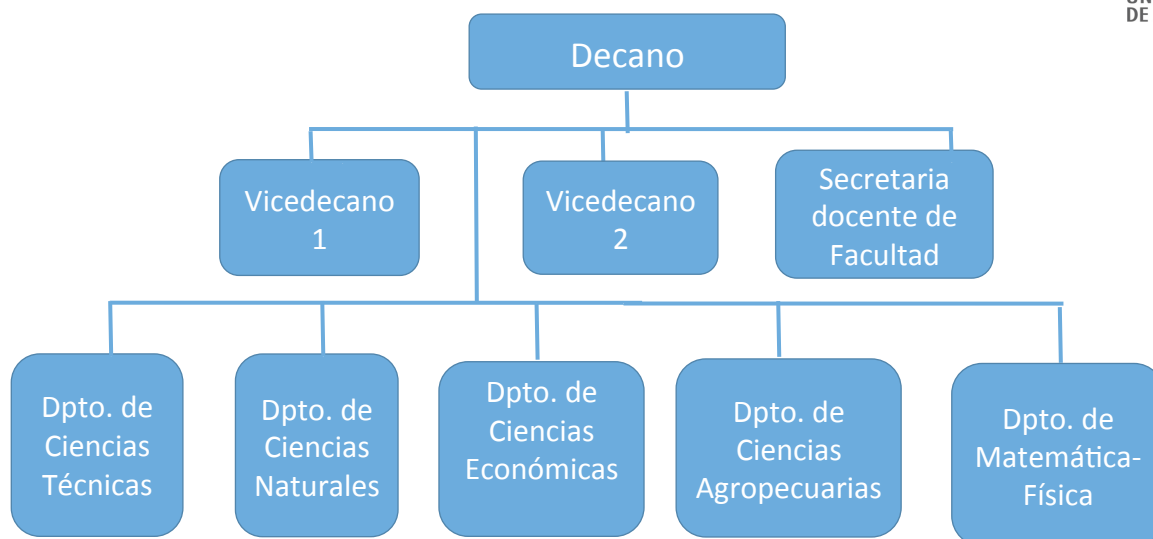 DE
Decano
Vicedecano
1
Vicedecano
2
Secretaria
docente de
Facultad
Dpto. de
Ciencias
Técnicas
Dpto. de
Ciencias
Naturales
Dpto. de
Ciencias
Económicas
Dpto. de
Ciencias
Agropecuarias
Dpto. de
Matemática-
Física